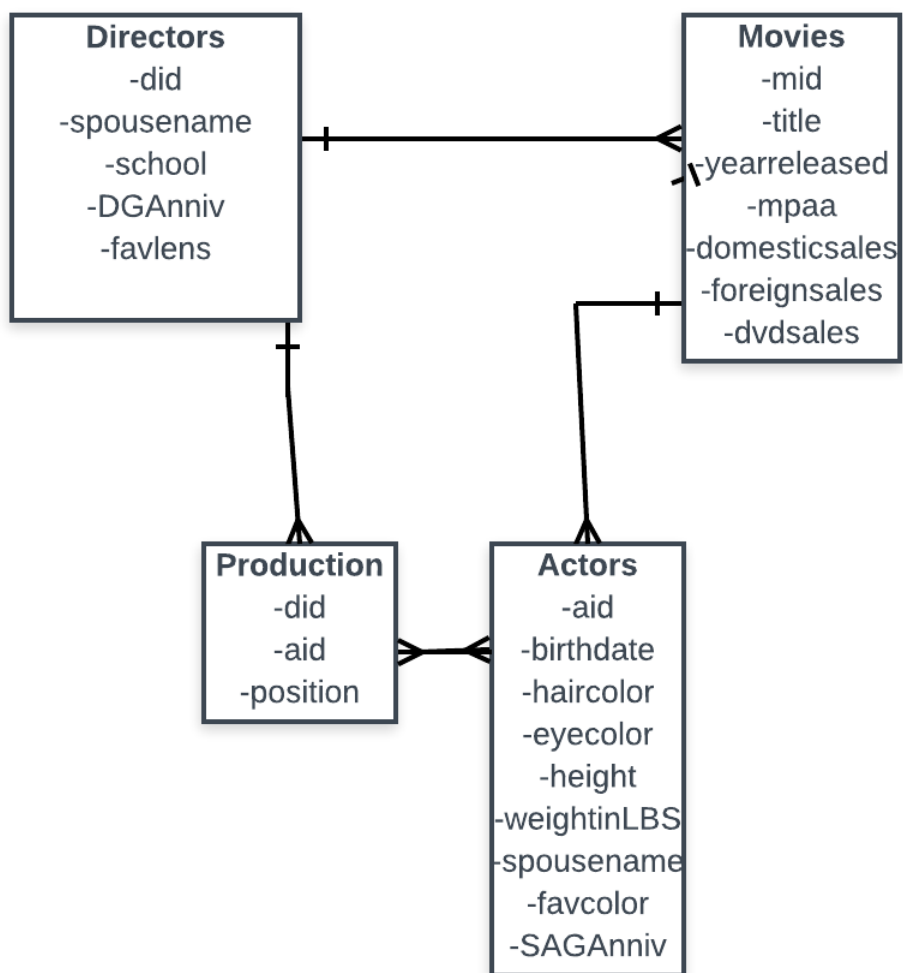 Directors
-did
-spousename
-school
-DGAnniv
-favlens
Movies
-mid
-title
-yearreleased
-mpaa
-domesticsales
-foreignsales
-dvdsales
Production
-did
-aid
-position
Actors
-aid
-birthdate
-haircolor
-eyecolor
-height
-weightinLBS
-spousename
-favcolor
-SAGAnniv